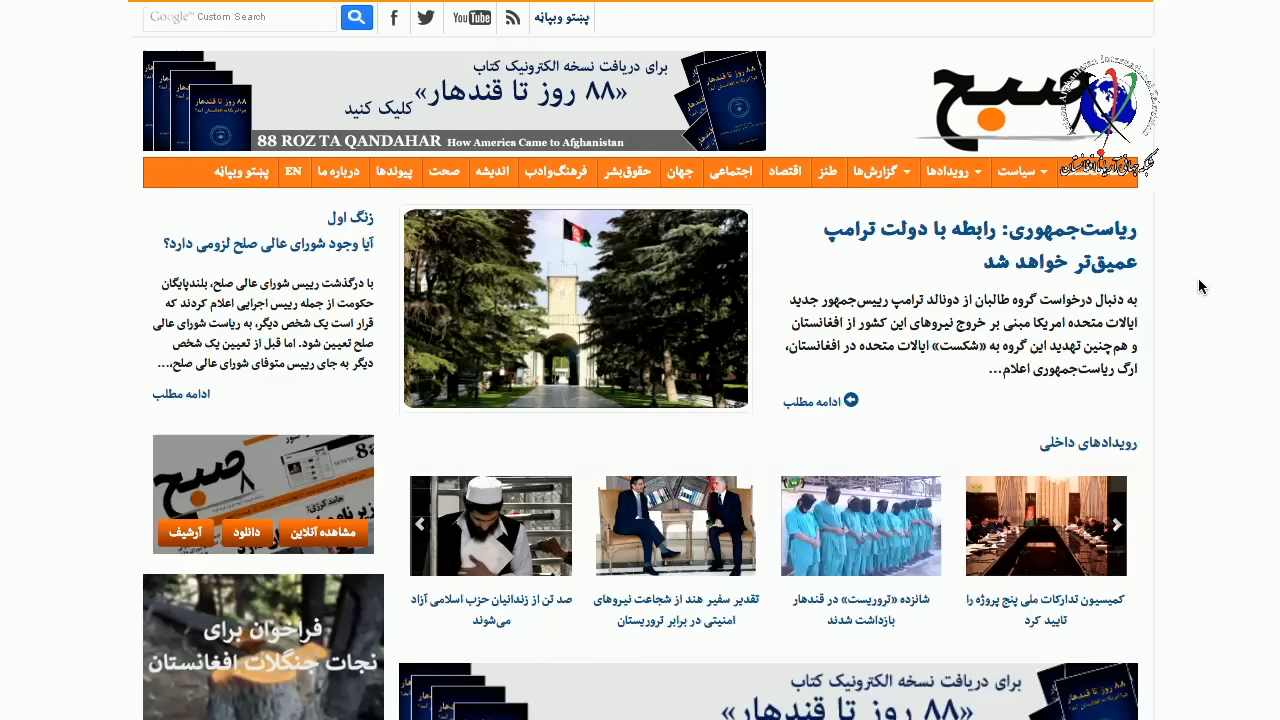 Google™ Custom Search
YouTube
پښتو ويپاڼه
برای دریافت نسخه الکترونیک کتاب
«۸۸ روز تا قندهار» کلیک کنید
88 ROZ TA QANDAHAR How America Came to Afghanistan
۸صبح
سیاست
رویدادها
گزارش‌ها
طنز
اقتصاد
اجتماعی
جهان
حقوق‌بشر
فرهنگ‌وادب
اندیشه
صحت
پیوندها
درباره ما
EN
پښتو ويپاڼه
ریاست‌جمهوری: رابطه با دولت ترامپ
عمیق‌تر خواهد شد
به دنبال درخواست گروه طالبان از دونالد ترامپ رییس‌جمهور جدید
ایالات متحده امریکا مبنی بر خروج نیروهای این کشور از افغانستان
و هم‌چنین تهدید این گروه به «شکست» ایالات متحده در افغانستان،
ارگ ریاست‌جمهوری اعلام...
ادامه مطلب
زنگ اول
آیا وجود شورای عالی صلح لزومی دارد؟
با درگذشت رییس شورای عالی صلح، بلندپایگان
حکومت از جمله رییس اجرایی اعلام کردند که
قرار است یک شخص دیگر، به ریاست شورای عالی
صلح تعیین شود. اما قبل از تعیین یک شخص
دیگر به جای رییس متوفای شورای عالی صلح،...
ادامه مطلب
رویدادهای داخلی
کمیسیون تدارکات ملی پنج پروژه را
تایید کرد
شانزده «تروریست» در قندهار
بازداشت شدند
تقدیر سفیر هند از شجاعت نیروهای
امنیتی در برابر تروریستان
صد تن از زندانیان حزب اسلامی آزاد
می‌شوند
مشاهده آنلاین
دانلود
آرشیف
فراخوان برای
نجات جنگلات افغانستان
برای دریافت نسخه الکترونیک کتاب
«۸۸ روز تا قندهار»